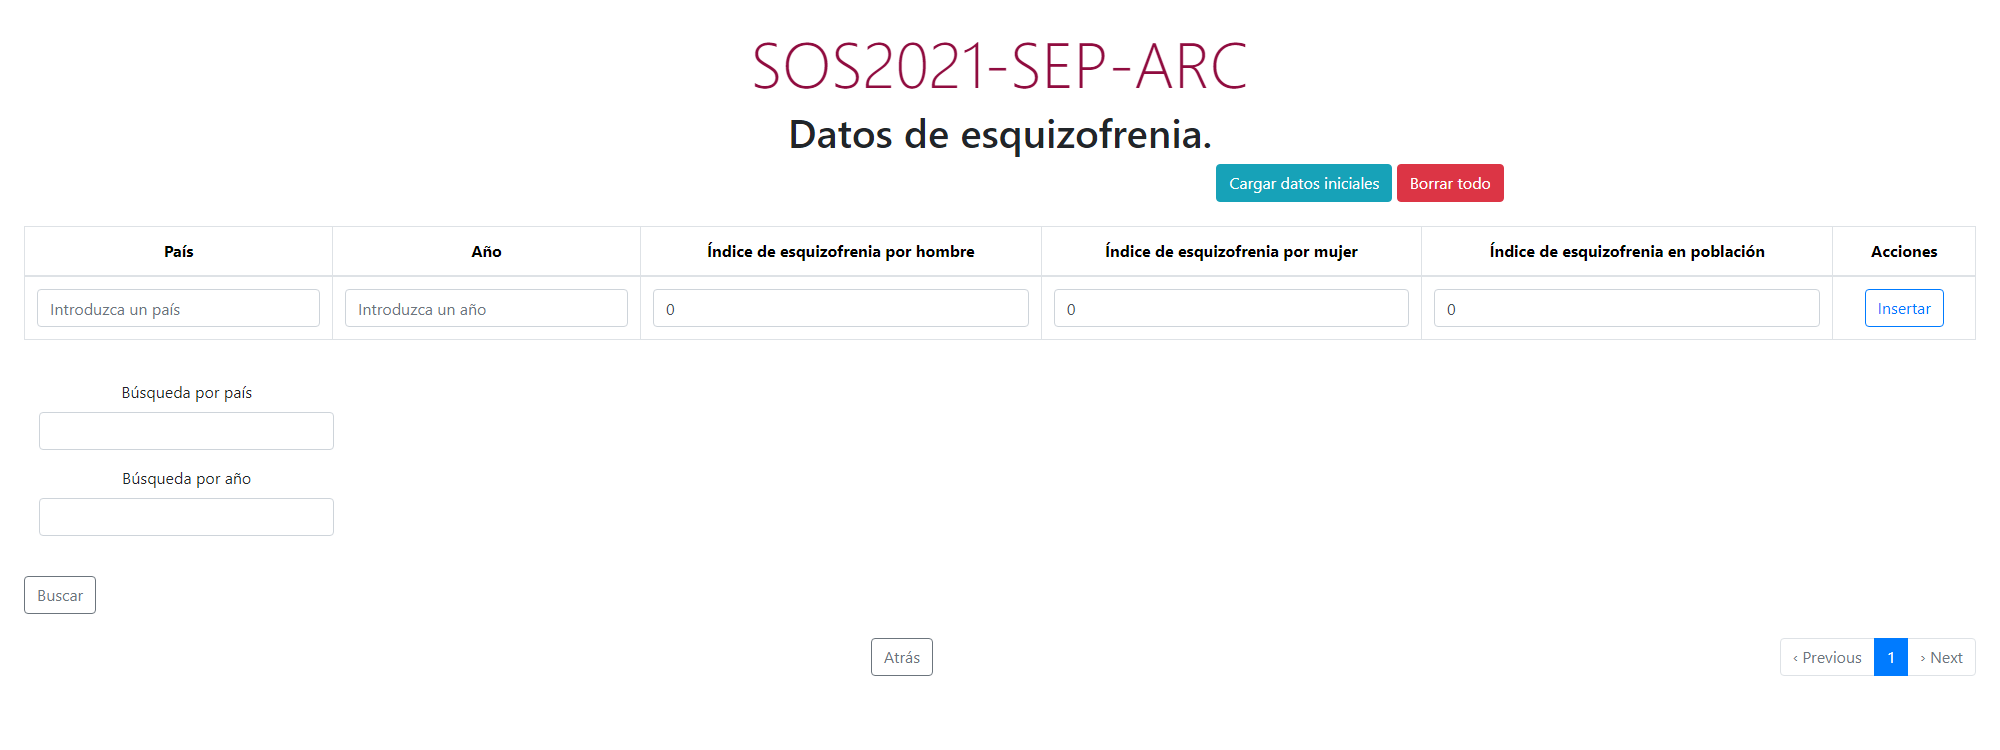 SOS2021-SEP-ARC
Datos de esquizofrenia.
Cargar datos iniciales Borrar todo
País Año Índice de esquizofrenia por hombre Índice de esquizofrenia por mujer Índice de esquizofrenia en población Acciones
Introduzca un país Introduzca un año 0 0 0 Insertar
Búsqueda por país
Búsqueda por año
Buscar
Atrás ‹ Previous 1 › Next